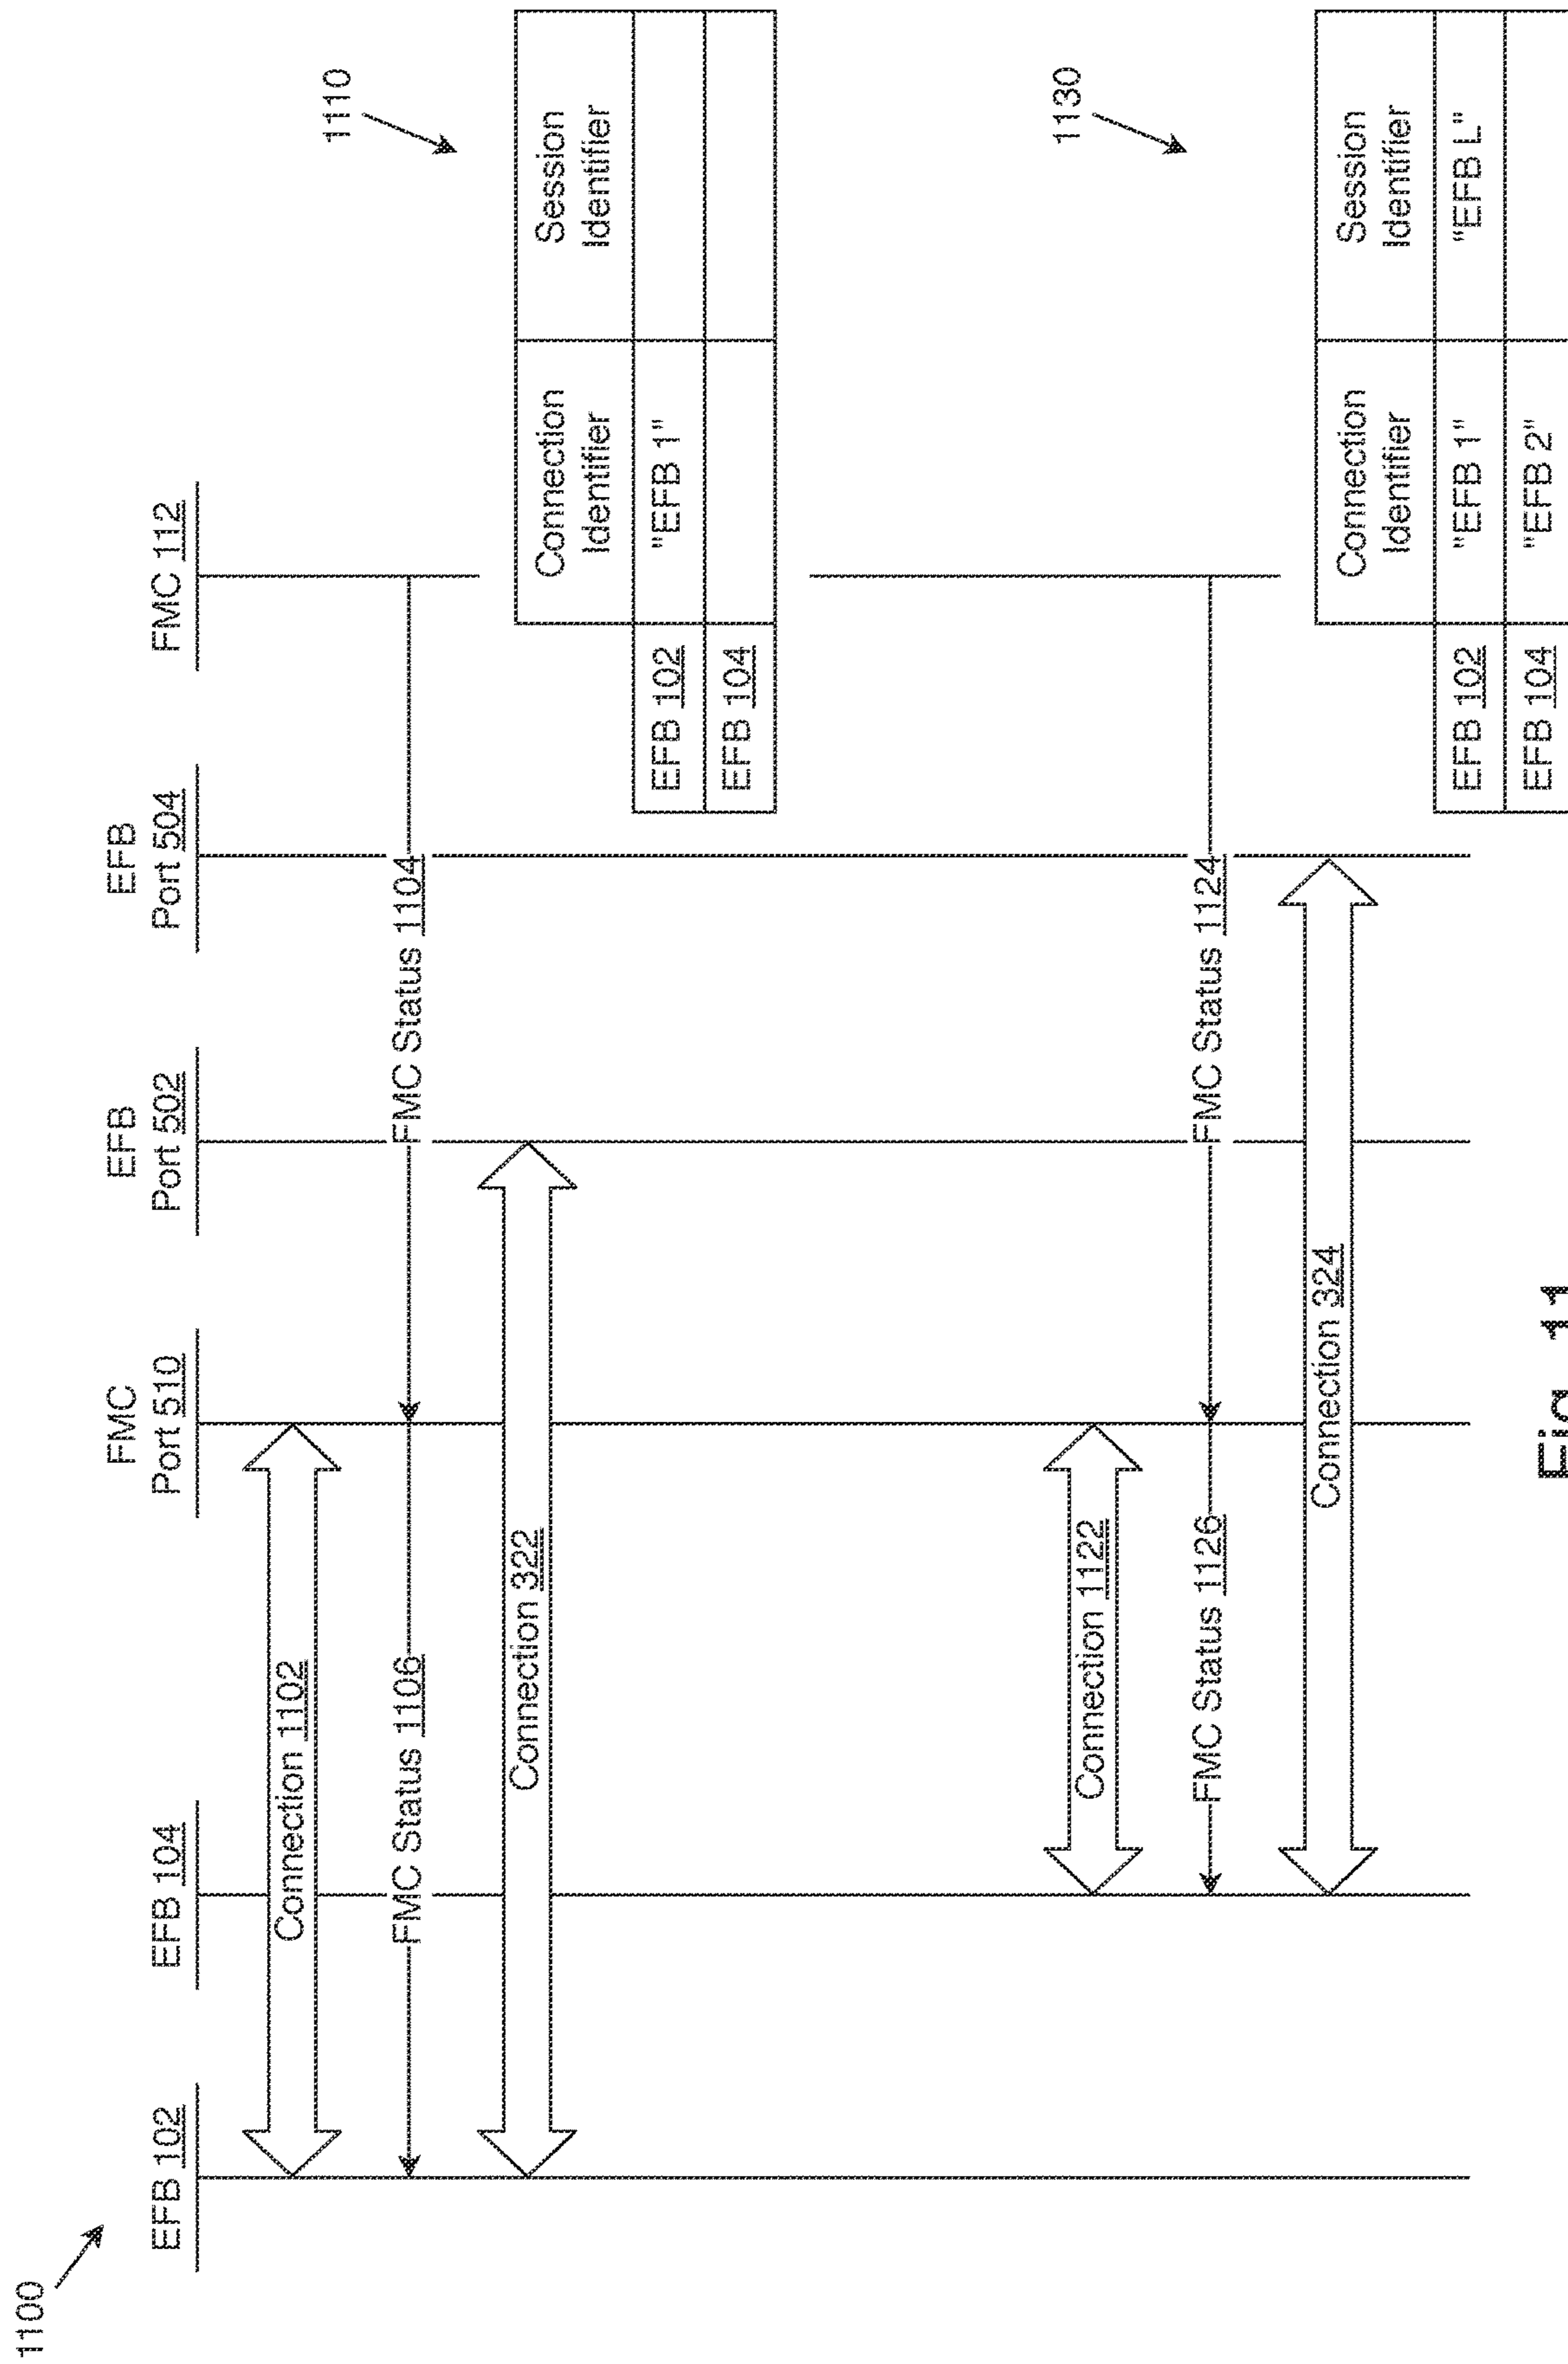 1100
EFB 102
EFB 104
FMC
Port 510
EFB
Port 502
EFB
Port 504
FMC 112
Connection 1102
FMC Status 1106
FMC Status 1104
Connection 322
1110
Connection
Identifier
Session
Identifier
EFB 102
"EFB 1"
EFB 104
Connection 1122
FMC Status 1126
FMC Status 1124
Connection 324
1130
Connection
Identifier
Session
Identifier
EFB 102
"EFB 1"
"EFB L"
EFB 104
"EFB 2"
Fig. 11